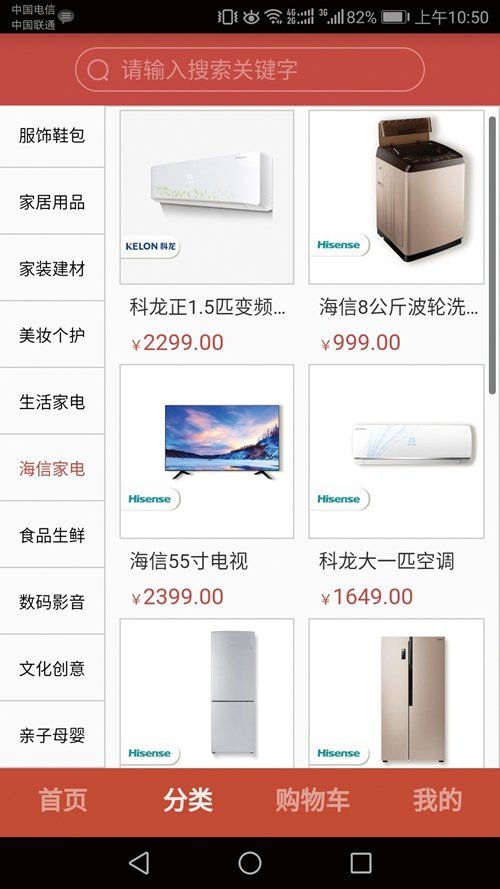 中国电信
中国联通
4G
2G
3G
82%
上午10:50
请输入搜索关键字
服饰鞋包
家居用品
家装建材
美妆个护
生活家电
海信家电
食品生鲜
数码影音
文化创意
亲子母婴
KELON 科龙
科龙正1.5匹变频...
¥2299.00
Hisense
海信8公斤波轮洗...
¥999.00
Hisense
海信55寸电视
¥2399.00
Hisense
科龙大一匹空调
¥1649.00
Hisense
Hisense
首页
分类
购物车
我的